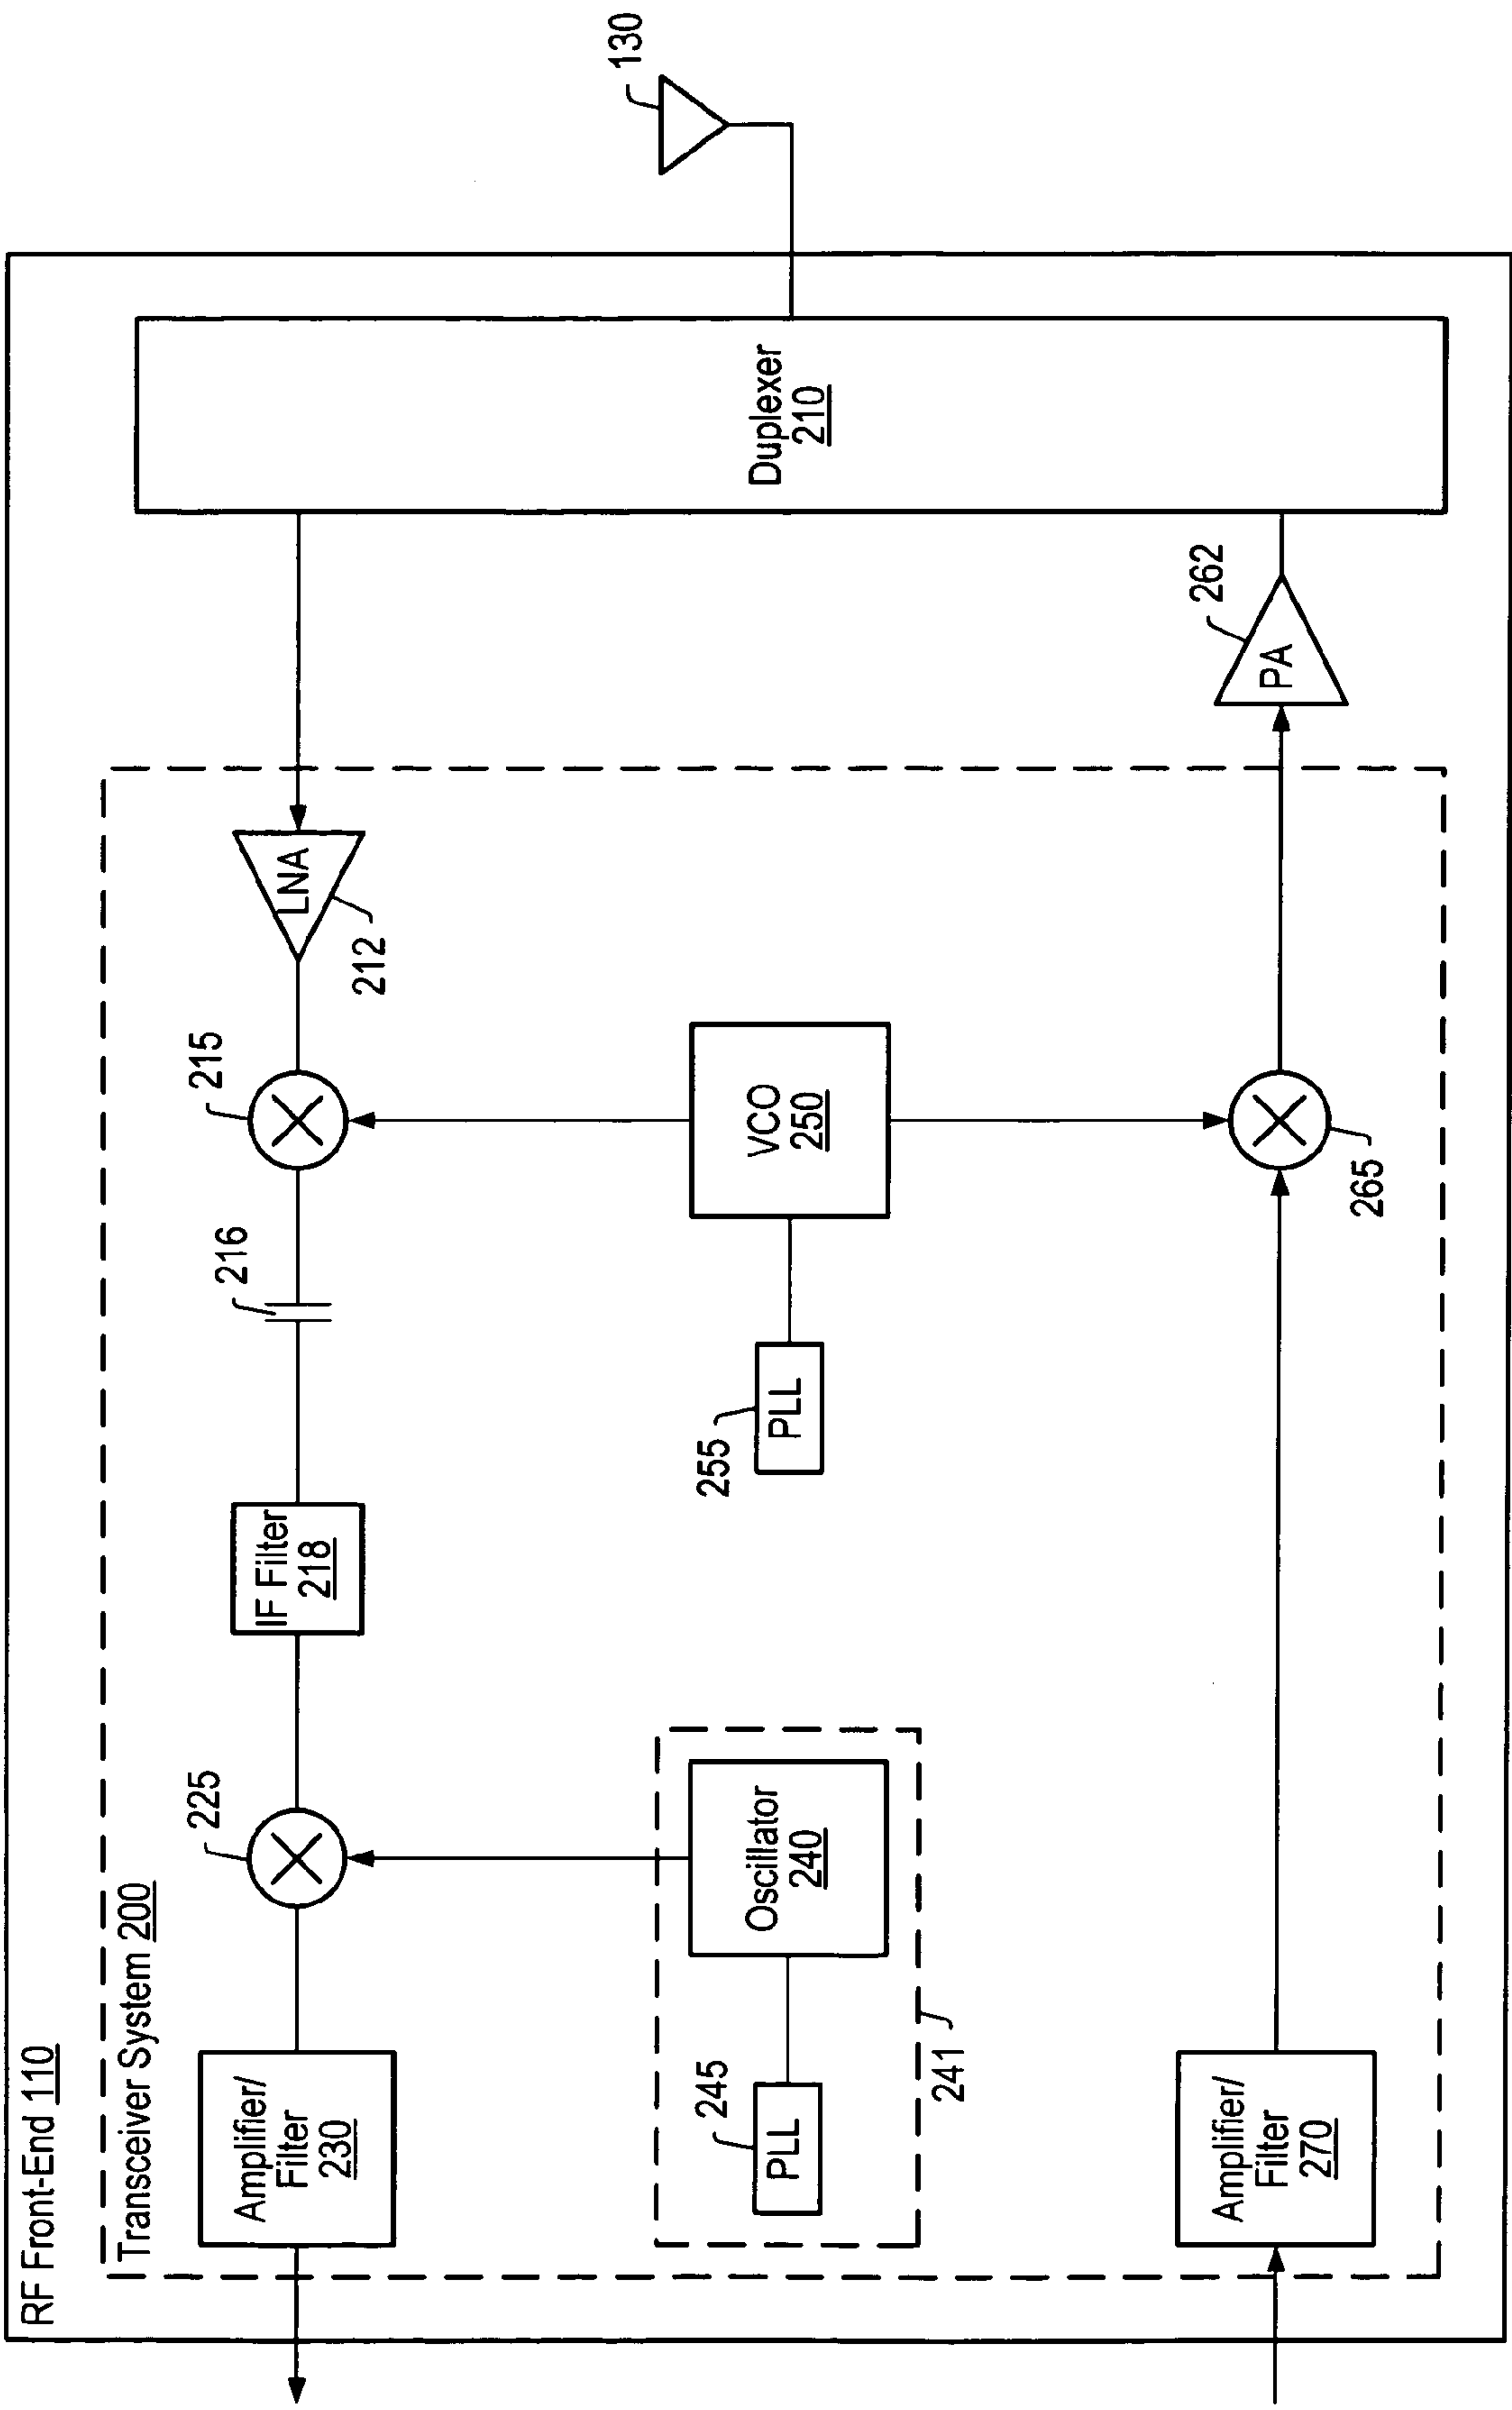 RF Front-End 110
Transceiver System 200
Amplifier/
Filter
230
225
IF Filter
218
216
215
LNA
212
Duplexer
210
130
PLL
245
Oscillator
240
241
PLL
255
VCO
250
Amplifier/
Filter
270
265
PA
262